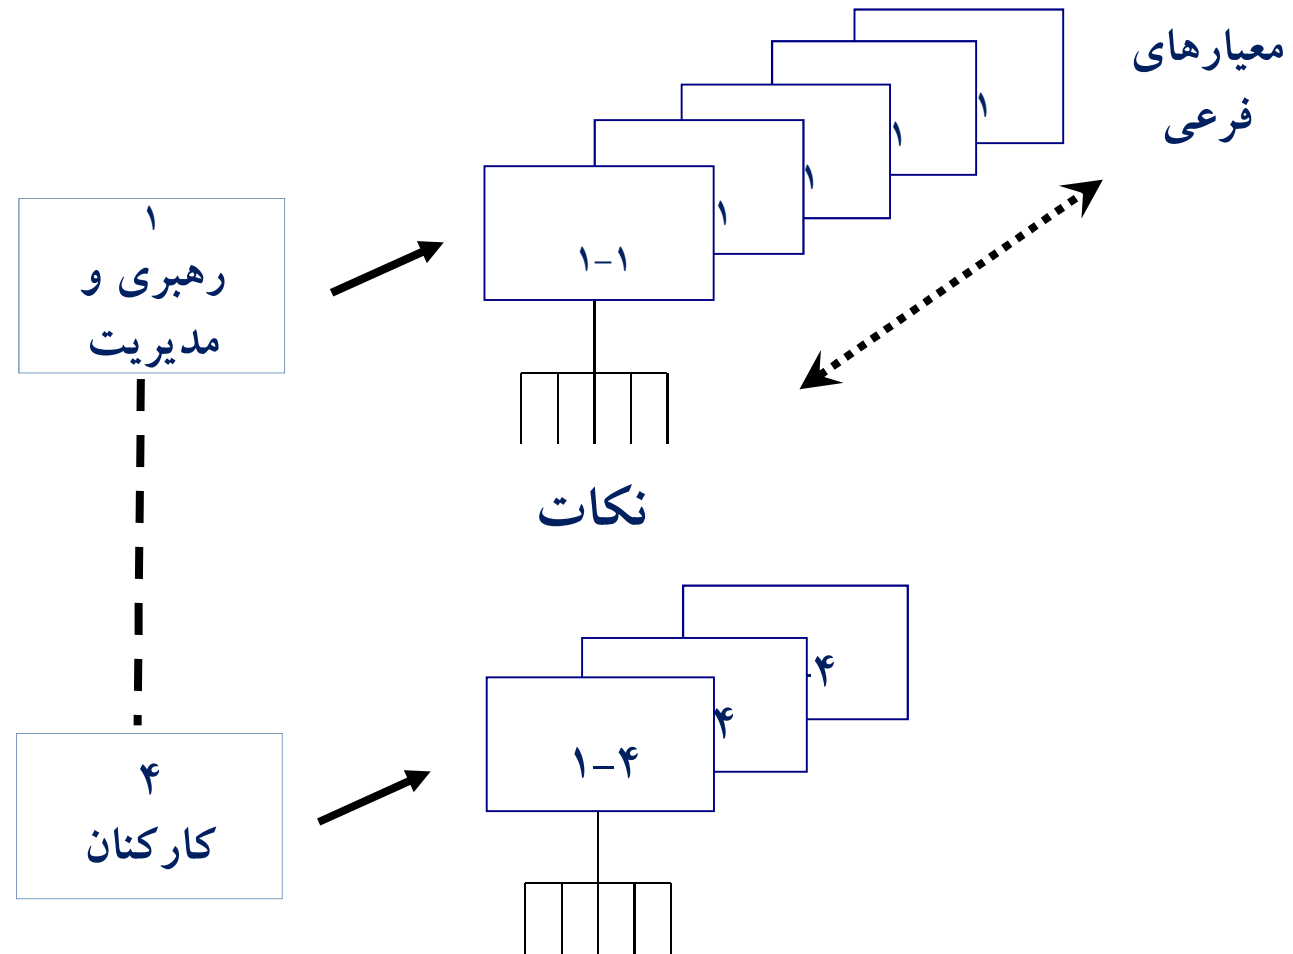 معیارهای
فرعی
۱
۱
۱
۱
۱-۱
۱
رهبری و
مدیریت
نکات
-۴
۴
۱-۴
۴
کارکنان